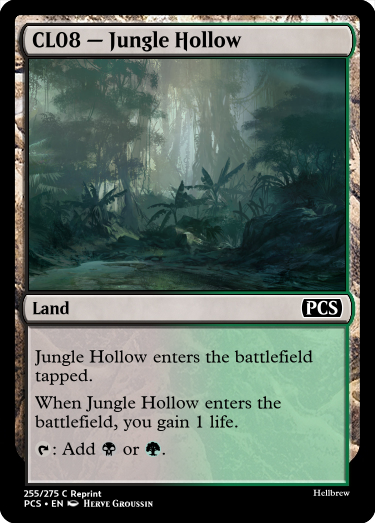 CL08 — Jungle Hollow
Land
PCS
Jungle Hollow enters the battlefield
tapped.
When Jungle Hollow enters the
battlefield, you gain 1 life.
: Add or .
255/275 C Reprint
Hellbrew
PCS • EN Herve Groussin